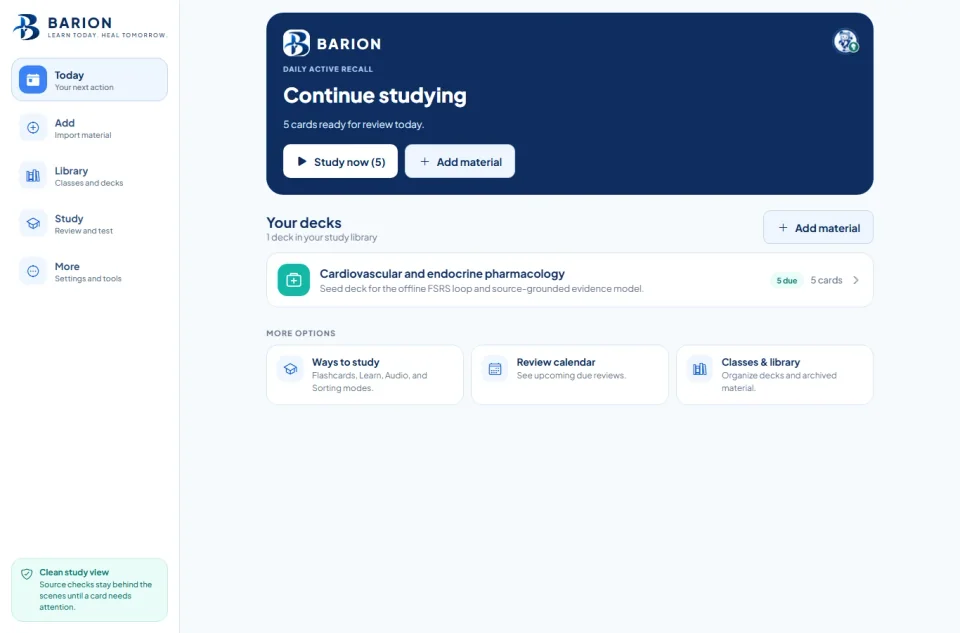 BARION
LEARN TODAY. HEAL TOMORROW.
Today
Your next action
Add
Import material
Library
Classes and decks
Study
Review and test
More
Settings and tools
Clean study view
Source checks stay behind the
scenes until a card needs
attention.
BARION
DAILY ACTIVE RECALL
Continue studying
5 cards ready for review today.
Study now (5)
Add material
Your decks
1 deck in your study library
Add material
Cardiovascular and endocrine pharmacology
Seed deck for the offline FSRS loop and source-grounded evidence model.
5 due
5 cards
MORE OPTIONS
Ways to study
Flashcards, Learn, Audio, and
Sorting modes.
Review calendar
See upcoming due reviews.
Classes & library
Organize decks and archived
material.